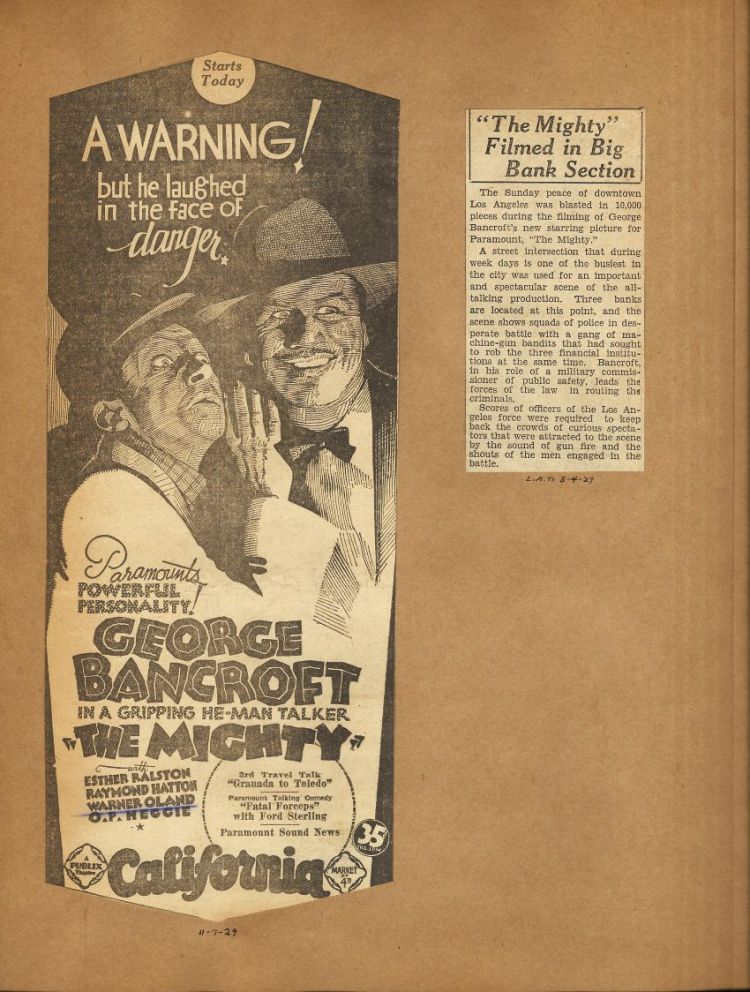 Starts
Today
A WARNING!
but he laughed
in the face of
danger.
Paramount's
POWERFUL
PERSONALITY!
GEORGE
BANCROFT
IN A GRIPPING HE-MAN TALKER
"THE MIGHTY"
with
ESTHER RALSTON
RAYMOND HATTON
WARNER OLAND
O.P. HEGGIE
3rd Travel Talk
"Granada to Toledo"
Paramount Talking Comedy
"Fatal Forceps"
with Ford Sterling
Paramount Sound News
35
A
PUBLIX
Theatre
California
MARKET
AT
4TH
11-7-29
"The Mighty"
Filmed in Big
Bank Section
The Sunday peace of downtown
Los Angeles was blasted in 10,000
pieces during the filming of George
Bancroft's new starring picture for
Paramount, "The Mighty."
A street intersection that during
week days is one of the busiest in
the city was used for an important
and spectacular scene of the all-
talking production. Three banks
are located at this point, and the
scene shows squads of police in des-
perate battle with a gang of ma-
chine-gun bandits that had sought
to rob the three financial institu-
tions at the same time. Bancroft,
in his role of a military commis-
sioner of public safety, leads the
forces of the law in routing the
criminals.
Scores of officers of the Los An-
geles force were required to keep
back the crowds of curious specta-
tors that were attracted to the scene
by the sound of gun fire and the
shouts of the men engaged in the
battle.
8-4-29